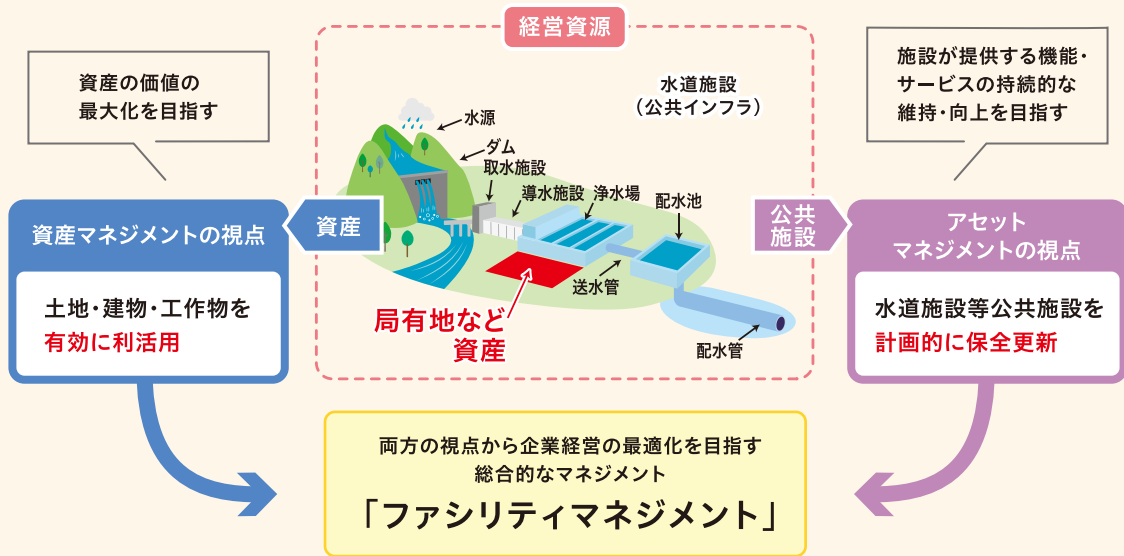 経営資源
資産の価値の
最大化を目指す
水道施設
（公共インフラ）
施設が提供する機能・
サービスの持続的な
維持・向上を目指す
水源
ダム
取水施設
導水施設
浄水場
配水池
送水管
配水管
局有地など
資産
資産
公共
施設
資産マネジメントの視点
土地・建物・工作物を
有効に利活用
アセット
マネジメントの視点
水道施設等公共施設を
計画的に保全更新
両方の視点から企業経営の最適化を目指す
総合的なマネジメント
「ファシリティマネジメント」